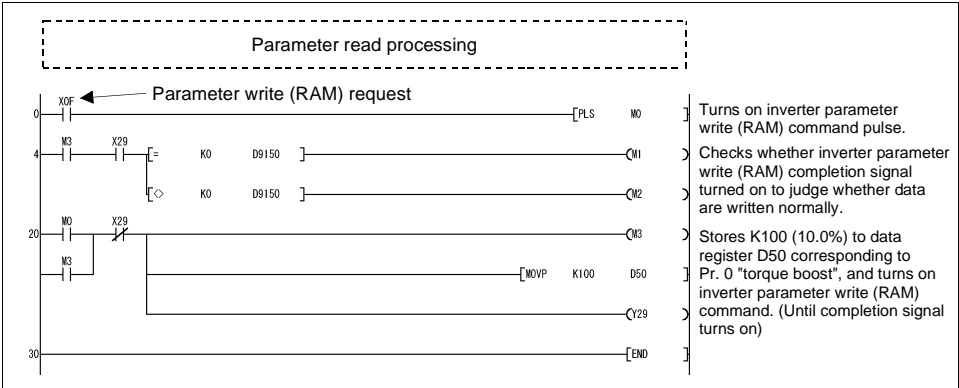 Parameter read processing
X0F
Parameter write (RAM) request
0
PLS M0
Turns on inverter parameter
write (RAM) command pulse.
4
M3 X29
= K0 D9150
M1
Checks whether inverter parameter
write (RAM) completion signal
turned on to judge whether data
are written normally.
<> K0 D9150
M2
20
M0 X29
M3
M3
Stores K100 (10.0%) to data
register D50 corresponding to
Pr. 0 "torque boost", and turns on
inverter parameter write (RAM)
command. (Until completion signal
turns on)
MOVP K100 D50
Y29
30
END